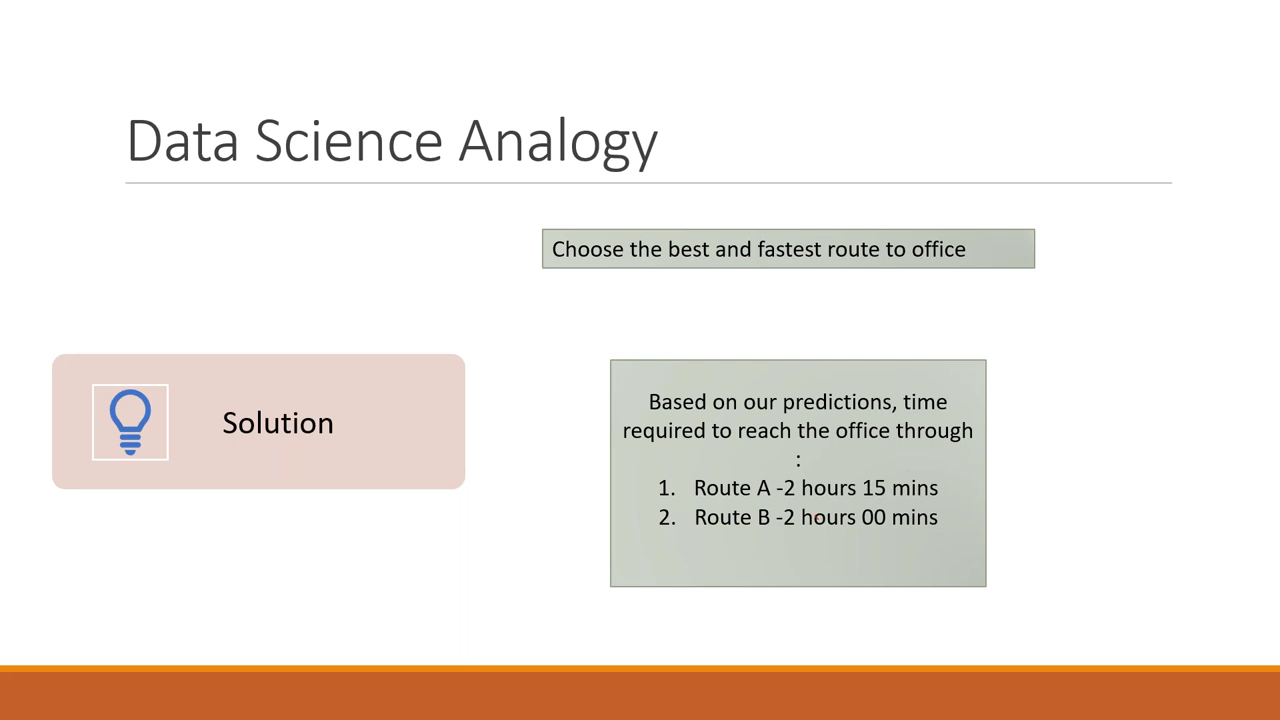 Data Science Analogy
Choose the best and fastest route to office
Solution
Based on our predictions, time
required to reach the office through
:
1. Route A -2 hours 15 mins
2. Route B -2 hours 00 mins